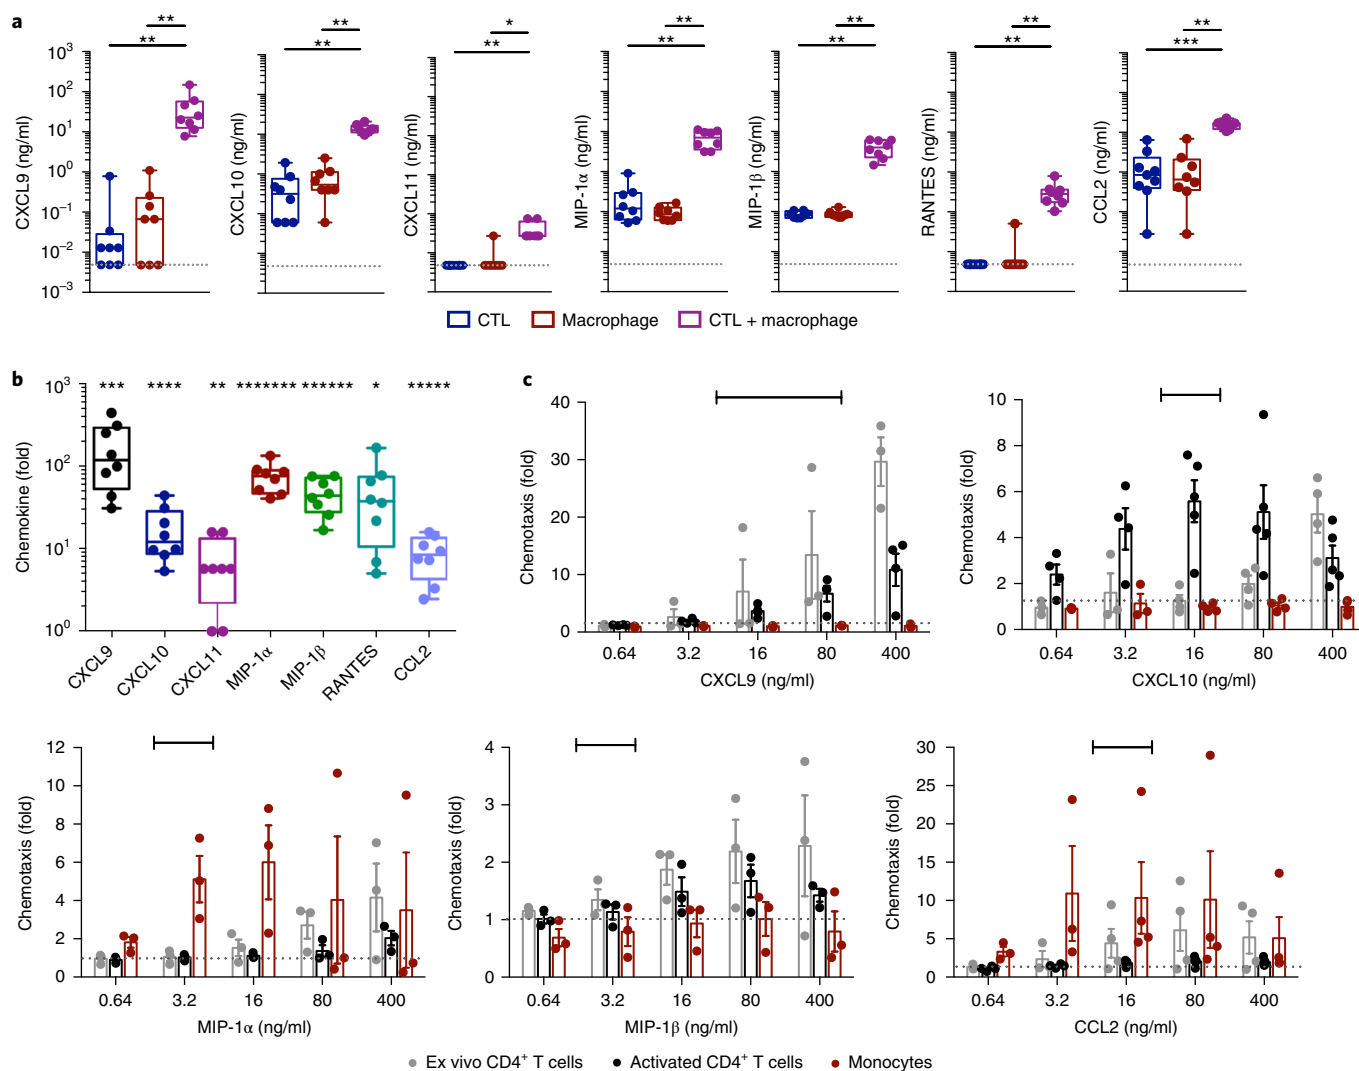 a
** ** ** ** ** ** **
** ** * ** ** ** ***
CXCL9 (ng/ml)
10³
10²
10¹
10⁰
10⁻¹
10⁻²
10⁻³
CXCL10 (ng/ml)
CXCL11 (ng/ml)
MIP-1α (ng/ml)
MIP-1β (ng/ml)
RANTES (ng/ml)
CCL2 (ng/ml)
CTL Macrophage CTL + macrophage
b
Chemokine (fold)
10³
10²
10¹
10⁰
*** **** ** ******* ****** * *****
CXCL9 CXCL10 CXCL11 MIP-1α MIP-1β RANTES CCL2
c
Chemotaxis (fold)
40
30
20
10
0
0.64 3.2 16 80 400
CXCL9 (ng/ml)
Chemotaxis (fold)
10
8
6
4
2
0
0.64 3.2 16 80 400
CXCL10 (ng/ml)
Chemotaxis (fold)
12
10
8
6
4
2
0
0.64 3.2 16 80 400
MIP-1α (ng/ml)
Chemotaxis (fold)
4
3
2
1
0
0.64 3.2 16 80 400
MIP-1β (ng/ml)
Chemotaxis (fold)
30
25
20
15
10
5
0
0.64 3.2 16 80 400
CCL2 (ng/ml)
Ex vivo CD4⁺ T cells Activated CD4⁺ T cells Monocytes